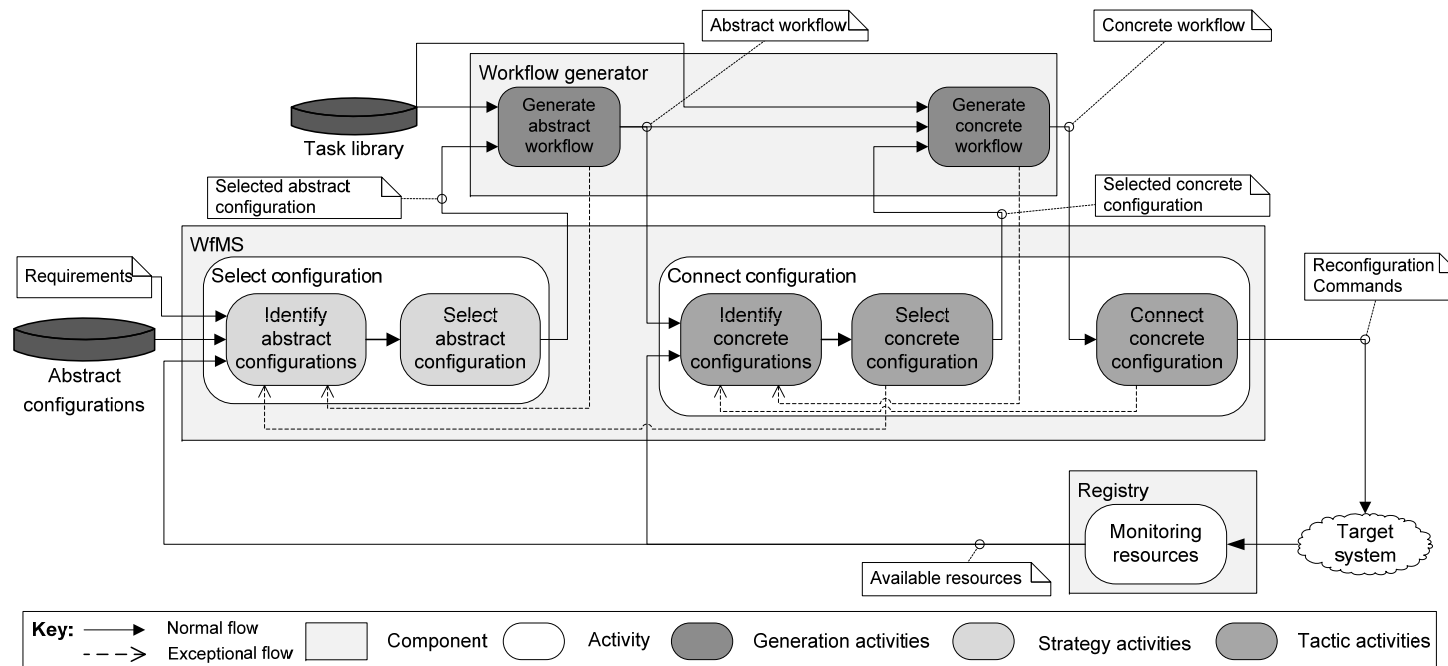 Abstract workflow
Concrete workflow
Workflow generator
Generate
abstract
workflow
Generate
concrete
workflow
Task library
Selected abstract
configuration
Selected concrete
configuration
WfMS
Requirements
Select configuration
Connect configuration
Reconfiguration
Commands
Identify
abstract
configurations
Select
abstract
configuration
Identify
concrete
configurations
Select
concrete
configuration
Connect
concrete
configuration
Abstract
configurations
Registry
Monitoring
resources
Target
system
Available resources
Key:
Normal flow
Exceptional flow
Component
Activity
Generation activities
Strategy activities
Tactic activities